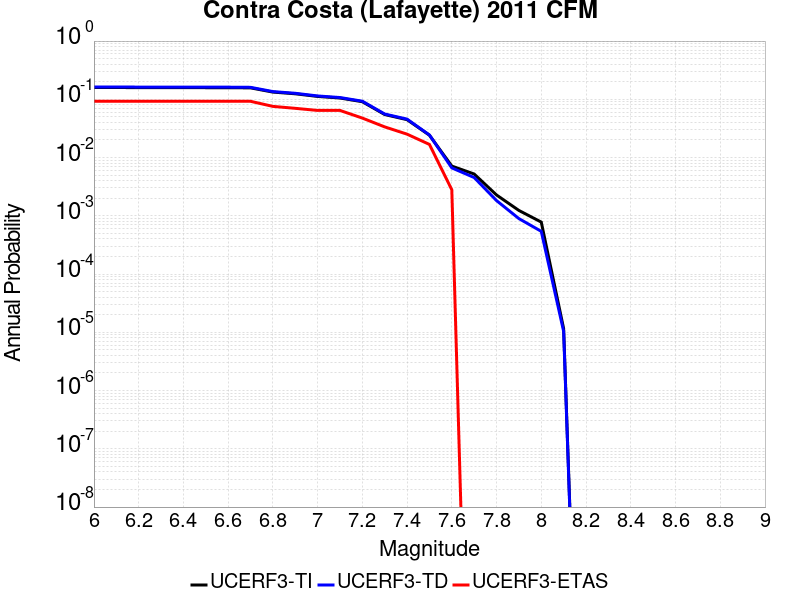 Contra Costa (Lafayette) 2011 CFM
10^0
10^-1
10^-2
10^-3
10^-4
10^-5
10^-6
10^-7
10^-8
Annual Probability
6 6.2 6.4 6.6 6.8 7 7.2 7.4 7.6 7.8 8 8.2 8.4 8.6 8.8 9
Magnitude
UCERF3-TI UCERF3-TD UCERF3-ETAS